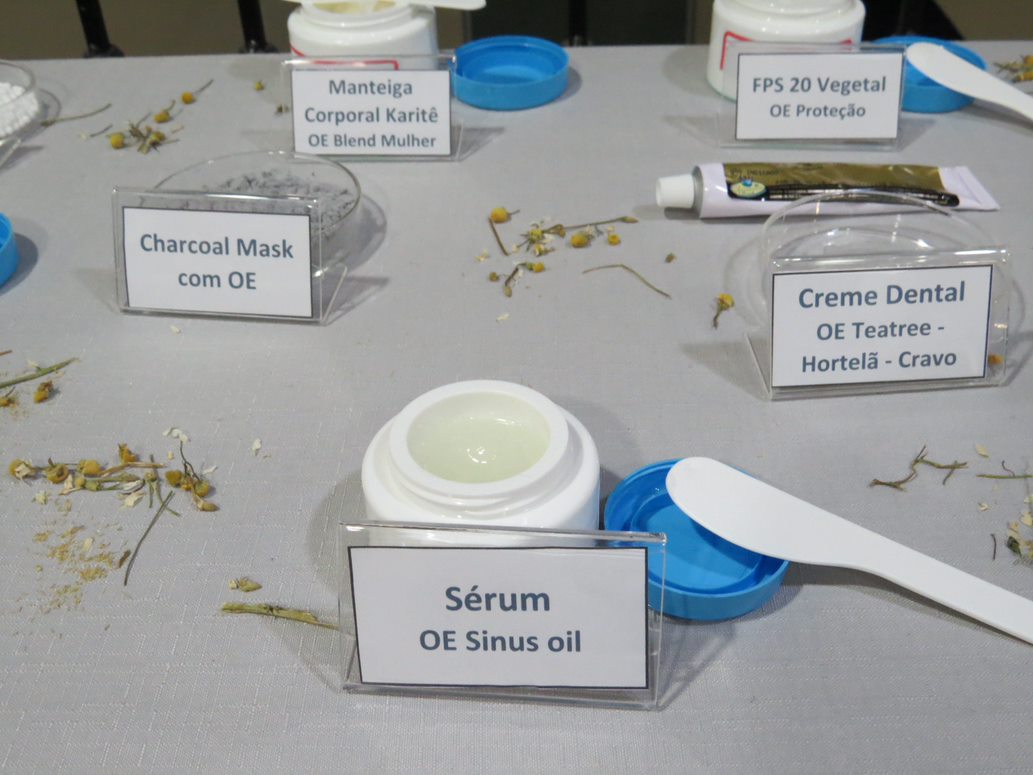 Manteiga
Corporal Karitê
OE Blend Mulher
FPS 20 Vegetal
OE Proteção
Charcoal Mask
com OE
Creme Dental
OE Teatree -
Hortelã - Cravo
Sérum
OE Sinus oil